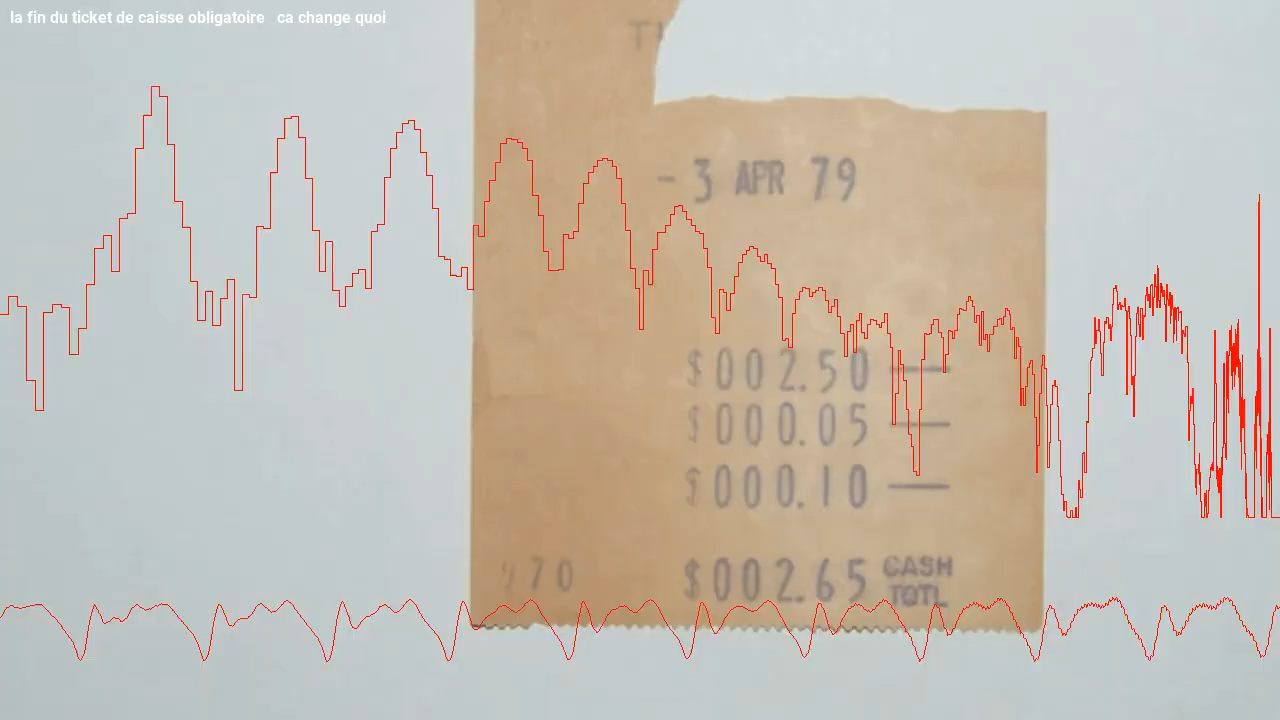 la fin du ticket de caisse obligatoire ca change quoi
- 3 APR 79
$002.50 —
$000.05 —
$000.10 —
$002.65 CASH TOTL